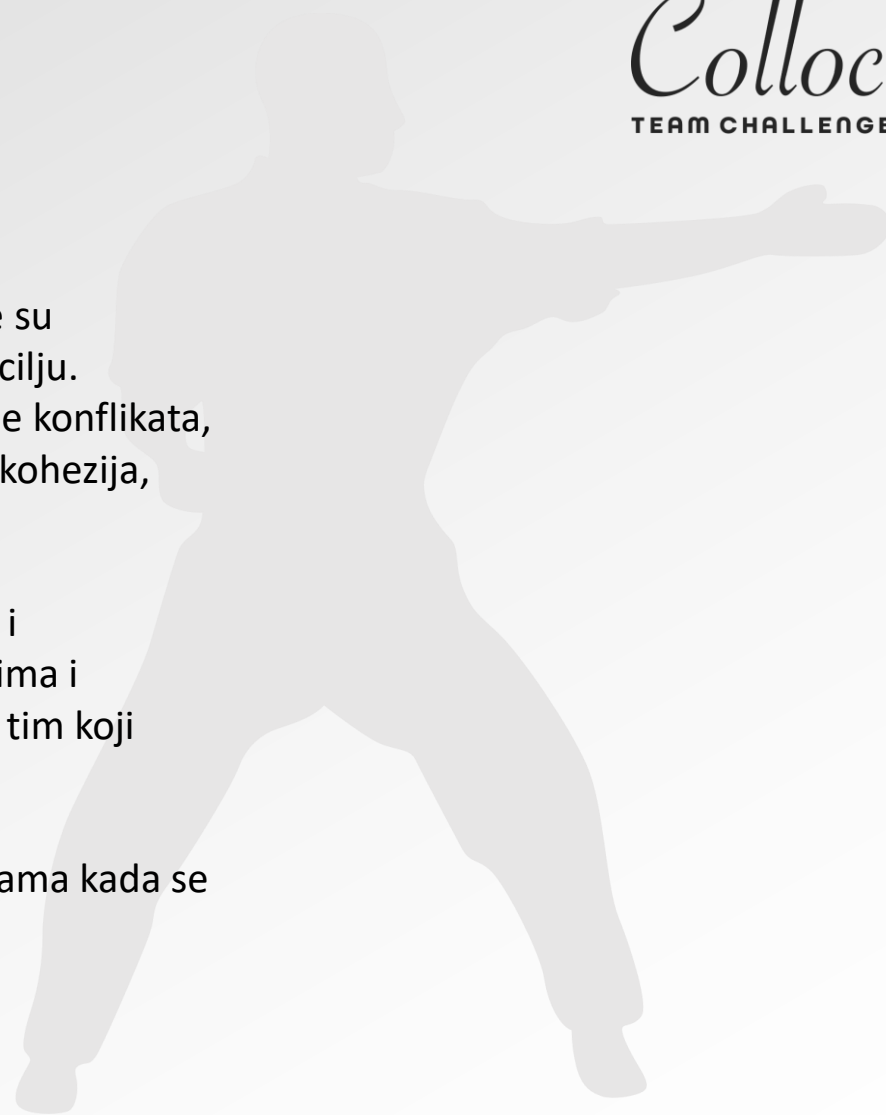 Colloc
TEAM CHALLENGE
su
cilju.
e konflikata,
kohezija,
i
ima i
tim koji
ama kada se